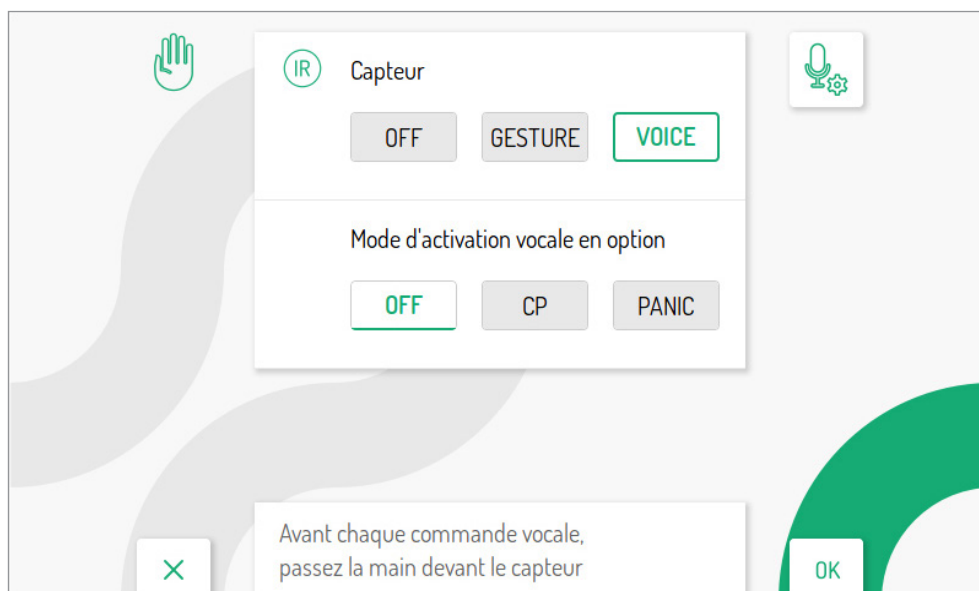 IR Capteur
OFF GESTURE VOICE
Mode d'activation vocale en option
OFF CP PANIC
Avant chaque commande vocale,
passez la main devant le capteur
OK